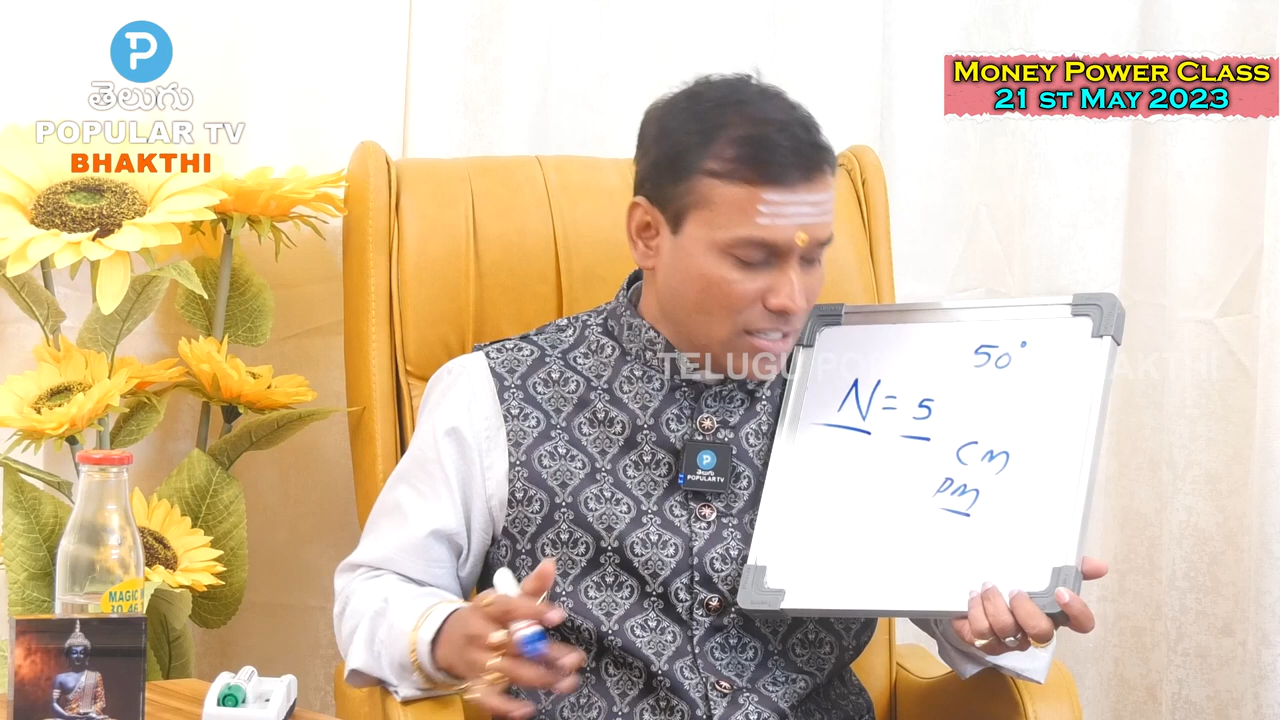 P
తెలుగు
POPULAR TV
BHAKTHI
MONEY POWER CLASS
21 ST MAY 2023
TELUGU POPULAR TV BHAKTHI
50°
N = 5
CM
PM
P
తెలుగు
POPULAR TV
MAGIC